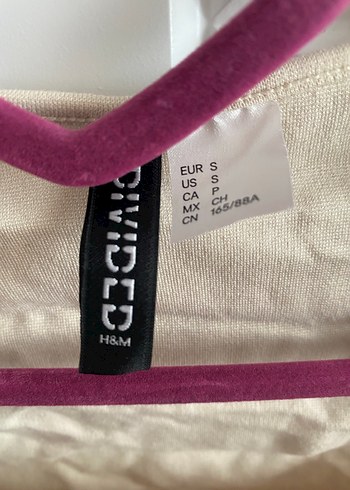 DIVIDED
H&M
EUR S
US S
CA P
MX CH
CN 165/88A